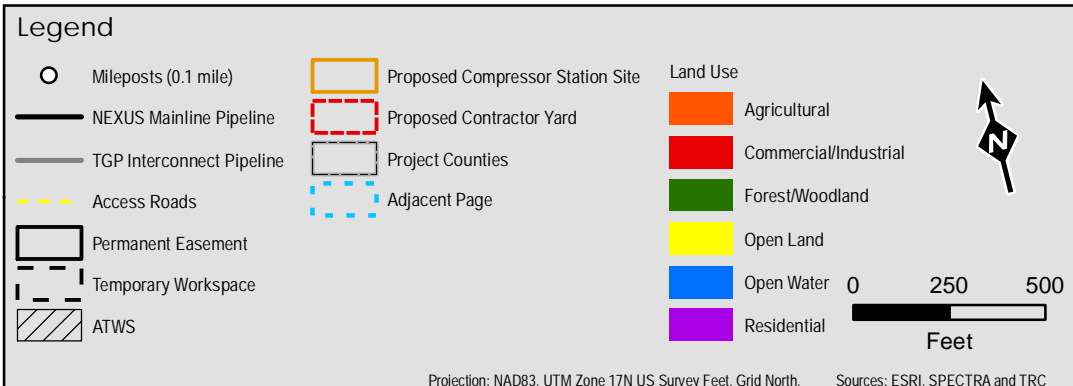 Legend
Mileposts (0.1 mile)
NEXUS Mainline Pipeline
TGP Interconnect Pipeline
Access Roads
Permanent Easement
Temporary Workspace
ATWS
Proposed Compressor Station Site
Proposed Contractor Yard
Project Counties
Adjacent Page
Land Use
Agricultural
Commercial/Industrial
Forest/Woodland
Open Land
Open Water
Residential
N
0 250 500
Feet
Projection: NAD83, UTM Zone 17N US Survey Feet, Grid North. Sources: ESRI, SPECTRA and TRC